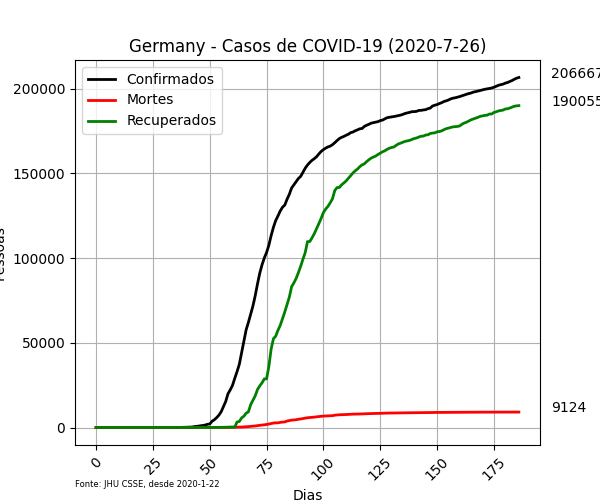 Germany - Casos de COVID-19 (2020-7-26)
Confirmados
Mortes
Recuperados
206667
190055
9124
200000
150000
100000
50000
0
0
25
50
75
100
125
150
175
Fonte: JHU CSSE, desde 2020-1-22
Dias